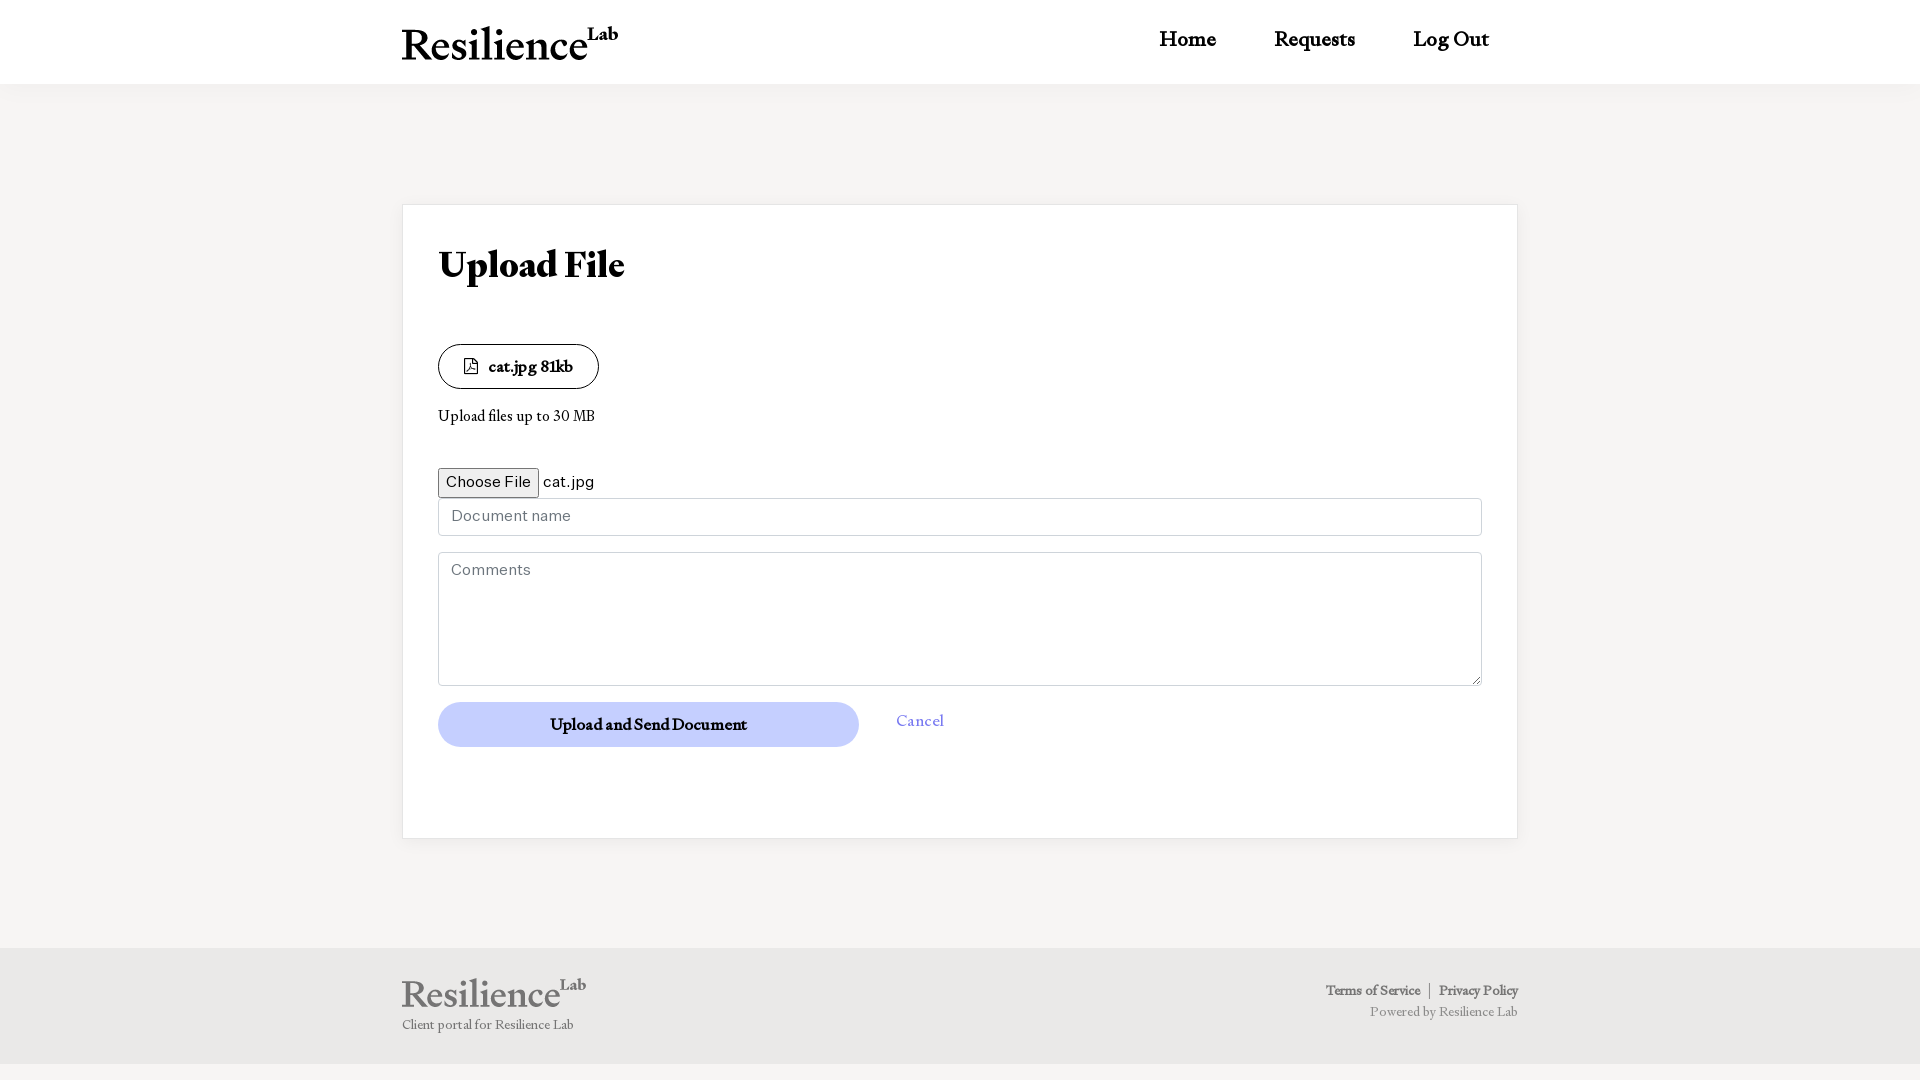 Resilience Lab
Home
Requests
Log Out
Upload File
cat.jpg 81kb
Upload files up to 30 MB
Choose File cat.jpg
Document name
Comments
Upload and Send Document
Cancel
Resilience Lab
Client portal for Resilience Lab
Terms of Service | Privacy Policy
Powered by Resilience Lab